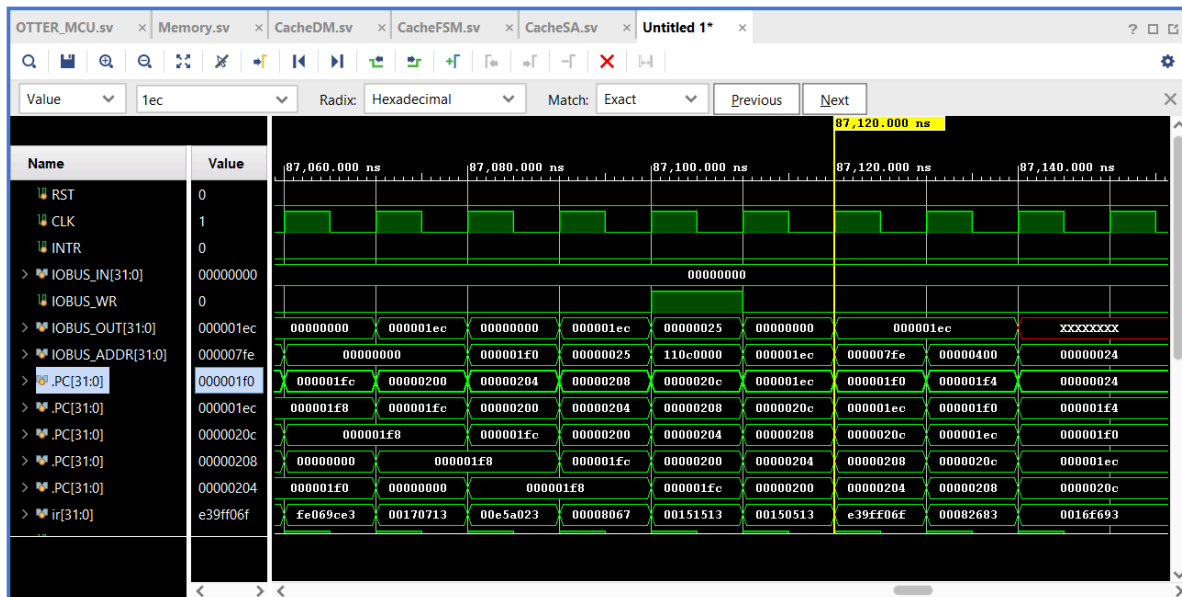 OTTER_MCU.sv × Memory.sv × CacheDM.sv × CacheFSM.sv × CacheSA.sv × Untitled 1* × ?
Value 1ec Radix: Hexadecimal Match: Exact Previous Next
87,120.000 ns
Name Value 87,060.000 ns 87,080.000 ns 87,100.000 ns 87,120.000 ns 87,140.000 ns
RST 0
CLK 1
INTR 0
IOBUS_IN[31:0] 00000000 00000000
IOBUS_WR 0
IOBUS_OUT[31:0] 000001ec 00000000 000001ec 00000000 000001ec 00000025 00000000 000001ec XXXXXXXX
IOBUS_ADDR[31:0] 000007fe 00000000 000001f0 00000025 110c0000 000001ec 000007fe 00000400 00000024
.PC[31:0] 000001f0 000001fc 00000200 00000204 00000208 0000020c 000001ec 000001f0 000001f4 00000024
.PC[31:0] 000001ec 000001f8 000001fc 00000200 00000204 00000208 0000020c 000001ec 000001f0 000001f4
.PC[31:0] 0000020c 000001f8 000001fc 00000200 00000204 00000208 0000020c 000001ec 000001f0
.PC[31:0] 00000208 00000000 000001f8 000001fc 00000200 00000204 00000208 0000020c 000001ec
.PC[31:0] 00000204 000001f0 00000000 000001f8 000001fc 00000200 00000204 00000208 0000020c
ir[31:0] e39ff06f fe069ce3 00170713 00e5a023 00008067 00151513 00150513 e39ff06f 00082683 0016f693